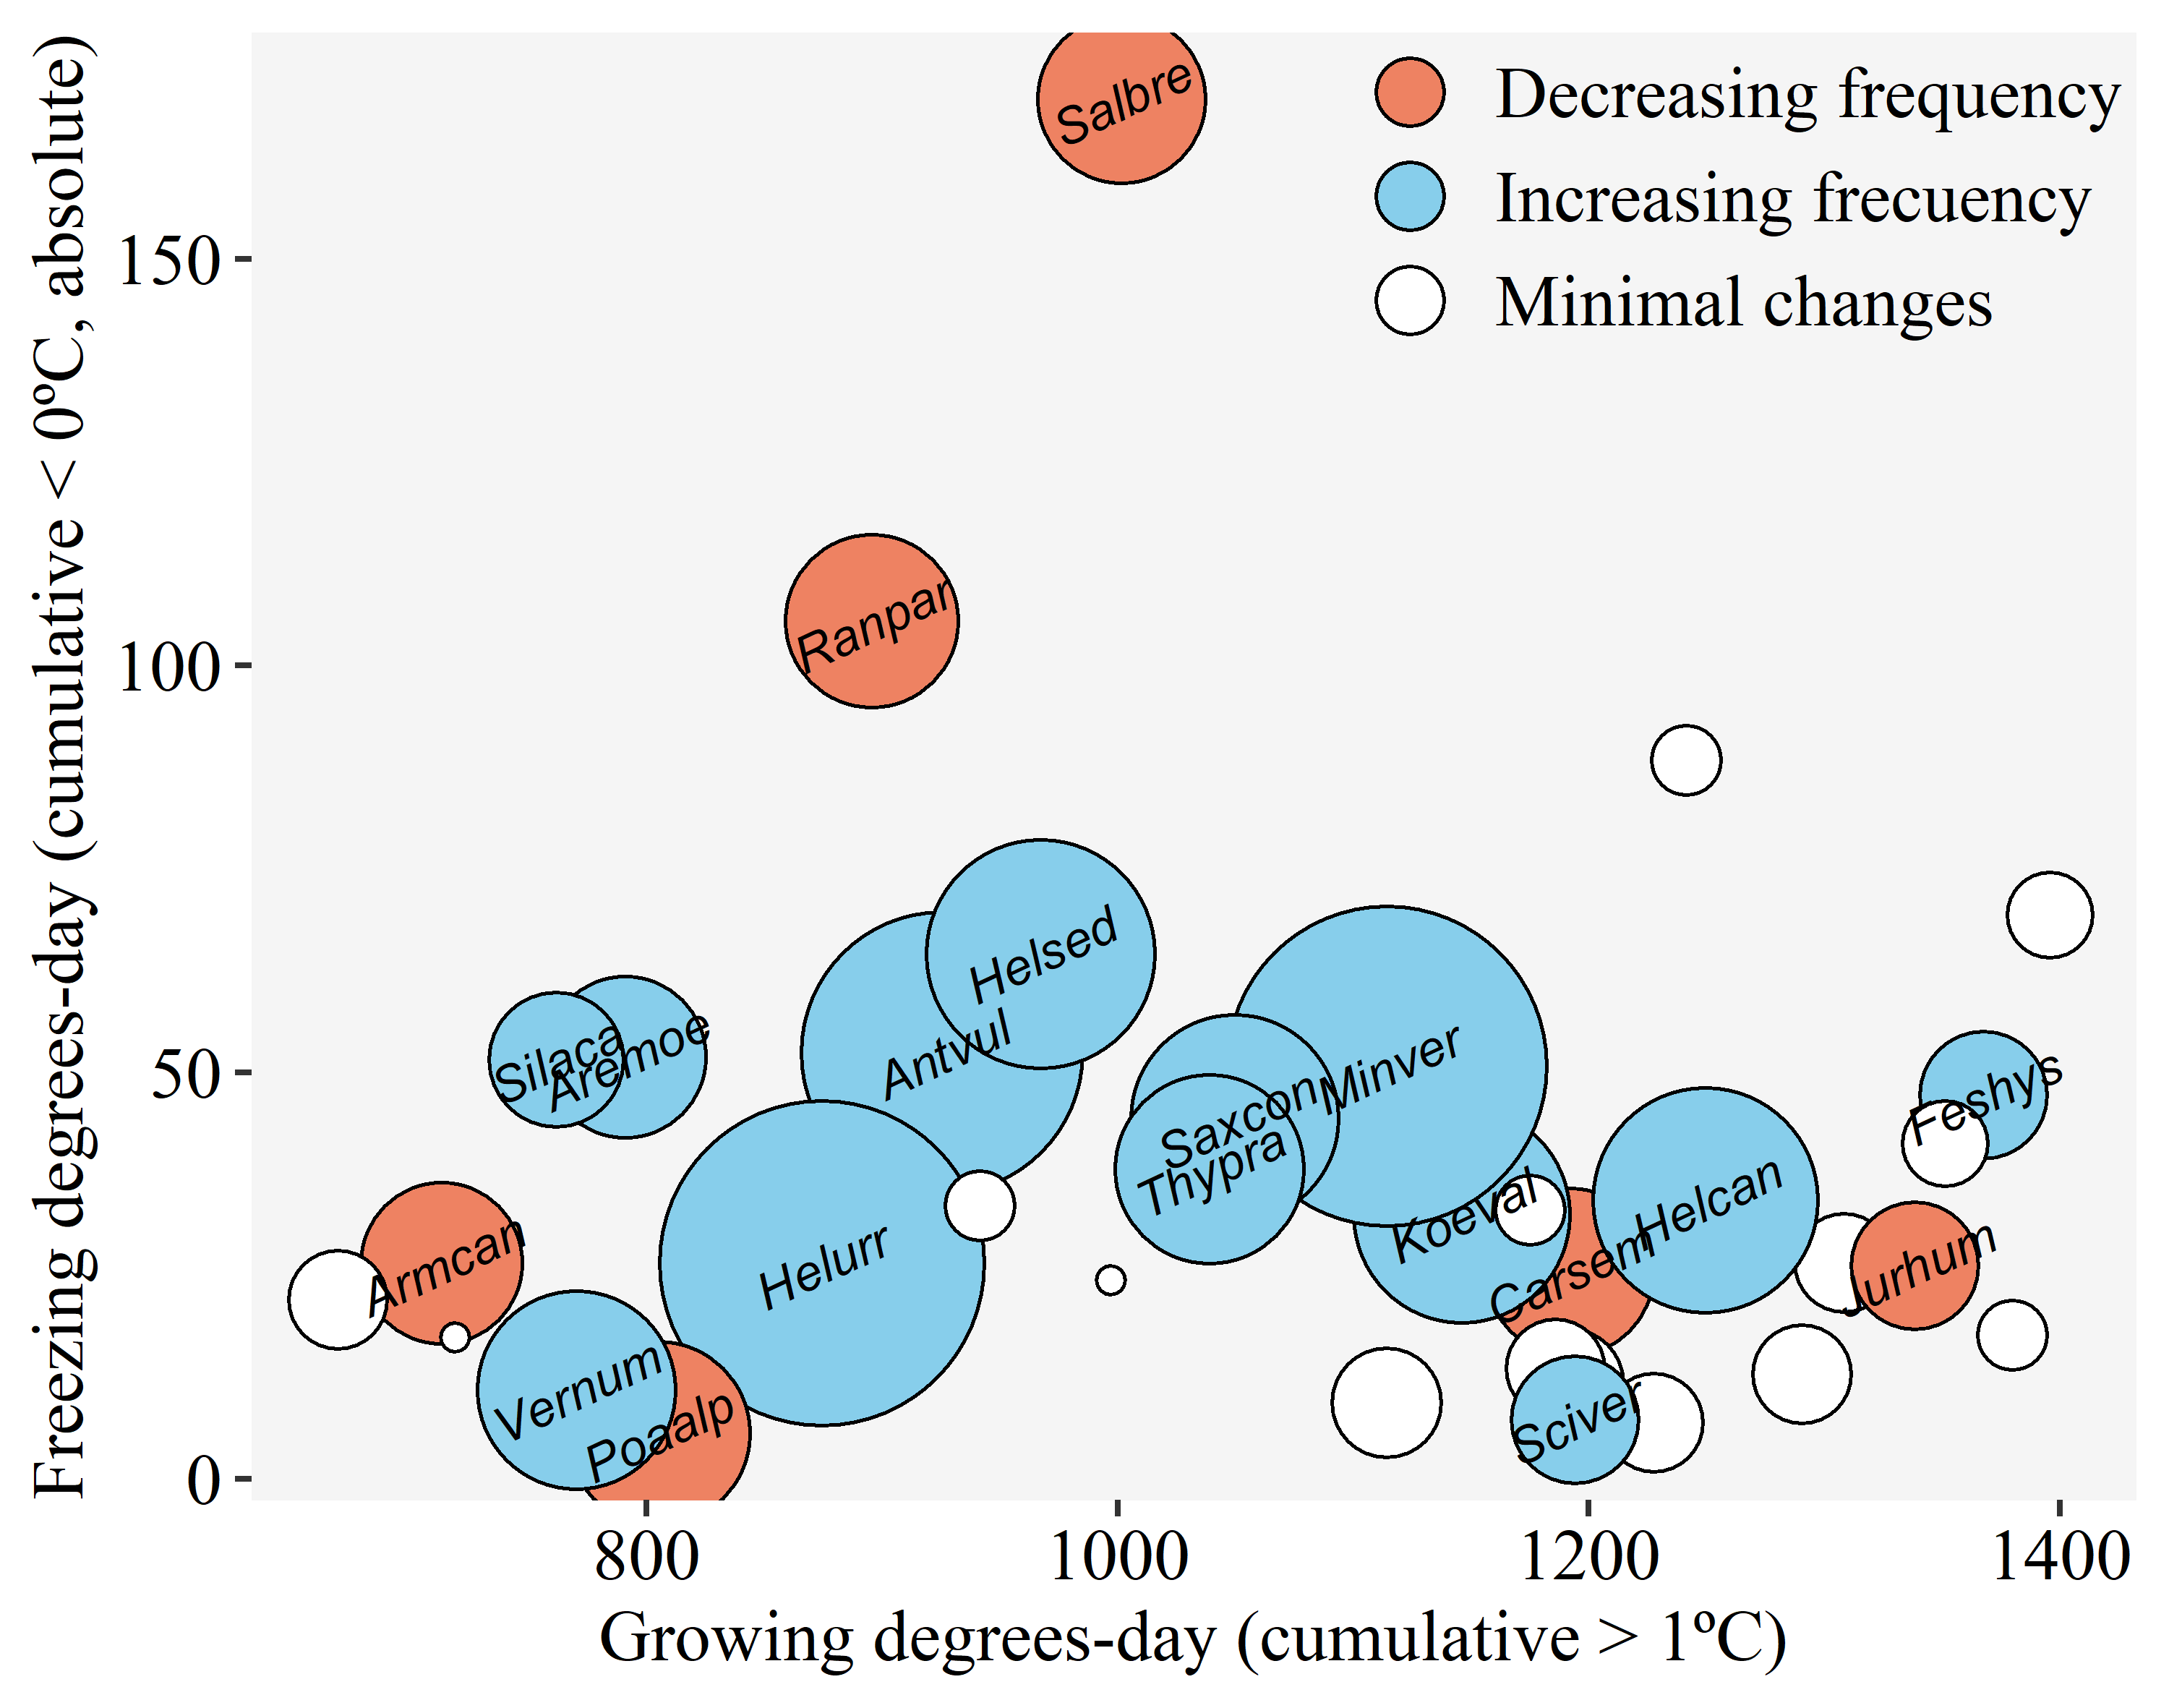 Freezing degrees-day (cumulative < 0ºC, absolute)
150
100
50
0
Decreasing frequency
Increasing frecuency
Minimal changes
Salbre
Ranpar
Helsed
Antvul
Silaca
Aremoe
Minver
Saxcon
Thypra
Feshys
Koeval
Helcan
Carsem
Jurhum
Armcan
Helurr
Vernum
Poaalp
Sciver
800
1000
1200
1400
Growing degrees-day (cumulative > 1ºC)